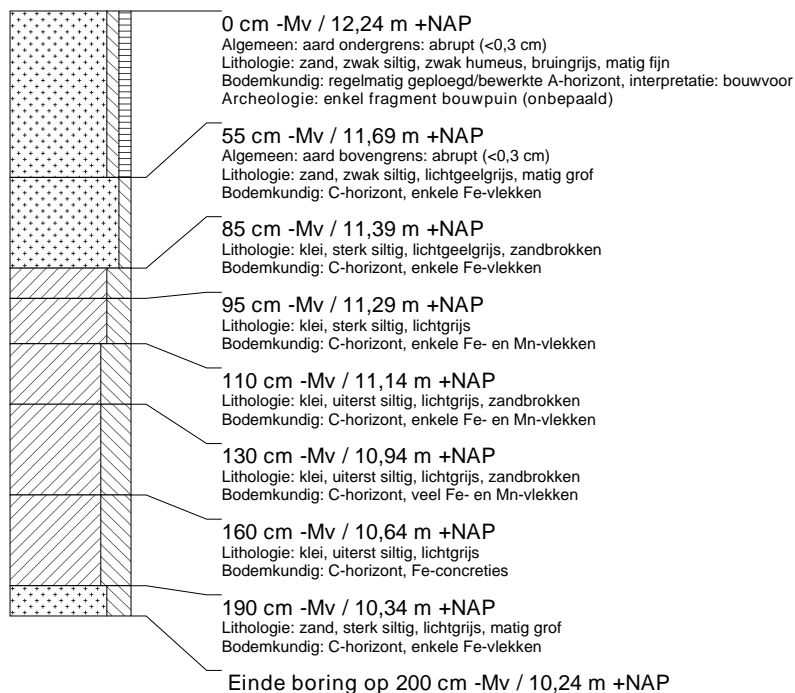 0 cm -Mv / 12,24 m +NAP
Algemeen: aard ondergrens: abrupt (<0,3 cm)
Lithologie: zand, zwak siltig, zwak humeus, bruingrijs, matig fijn
Bodemkundig: regelmatig geploegd/bewerkte A-horizont, interpretatie: bouwvoor
Archeologie: enkel fragment bouwpuin (onbepaald)
55 cm -Mv / 11,69 m +NAP
Algemeen: aard bovengrens: abrupt (<0,3 cm)
Lithologie: zand, zwak siltig, lichtgeelgrijs, matig grof
Bodemkundig: C-horizont, enkele Fe-vlekken
85 cm -Mv / 11,39 m +NAP
Lithologie: klei, sterk siltig, lichtgeelgrijs, zandbrokken
Bodemkundig: C-horizont, enkele Fe-vlekken
95 cm -Mv / 11,29 m +NAP
Lithologie: klei, sterk siltig, lichtgrijs
Bodemkundig: C-horizont, enkele Fe- en Mn-vlekken
110 cm -Mv / 11,14 m +NAP
Lithologie: klei, uiterst siltig, lichtgrijs, zandbrokken
Bodemkundig: C-horizont, enkele Fe- en Mn-vlekken
130 cm -Mv / 10,94 m +NAP
Lithologie: klei, uiterst siltig, lichtgrijs, zandbrokken
Bodemkundig: C-horizont, veel Fe- en Mn-vlekken
160 cm -Mv / 10,64 m +NAP
Lithologie: klei, uiterst siltig, lichtgrijs
Bodemkundig: C-horizont, Fe-concreties
190 cm -Mv / 10,34 m +NAP
Lithologie: zand, sterk siltig, lichtgrijs, matig grof
Bodemkundig: C-horizont, enkele Fe-vlekken
Einde boring op 200 cm -Mv / 10,24 m +NAP